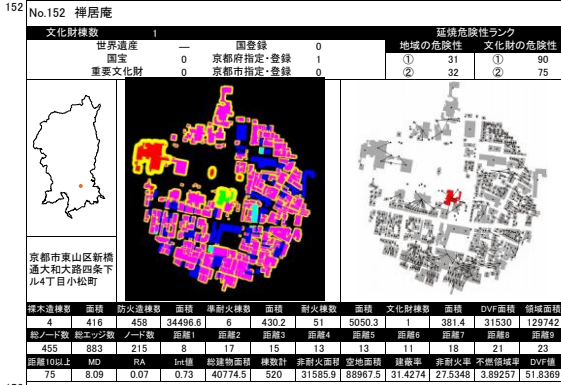 152
No.152 禅居庵
文化財棟数 1 延焼危険性ランク
世界遺産 ― 国登録 0 地域の危険性 文化財の危険性
国宝 0 京都府指定・登録 1 ① 31 ① 90
重要文化財 0 京都市指定・登録 0 ② 32 ② 75
京都市東山区新橋
通大和大路四条下
ル4丁目小松町
裸木造棟数 面積 防火造棟数 面積 準耐火棟数 面積 耐火棟数 面積 文化財棟数 面積 DVF面積 領域面積
4 416 458 34496.6 6 430.2 51 5050.3 1 381.4 31530 129742
総ノード数 総エッジ数 ノード数 距離1 距離2 距離3 距離4 距離5 距離6 距離7 距離8 距離9
455 883 215 8 17 15 13 13 11 18 21 23
距離10以上 MD RA Int値 総建物面積 棟数計 非耐火面積 空地面積 建蔽率 非耐火率 不燃領域率 DVF値
75 8.09 0.07 0.73 40774.5 520 31585.9 88967.5 31.4274 27.5348 3.89257 51.8369